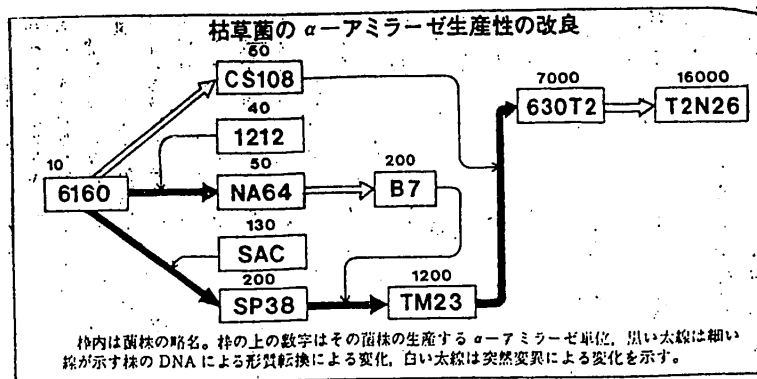 枯草菌の α－アミラーゼ生産性の改良
60
CS108
40
1212
10
6160
50
NA64
200
B7
7000
630T2
16000
T2N26
130
SAC
200
SP38
1200
TM23
枠内は菌株の略名。枠の上の数字はその菌株の生産する α－アミラーゼ単位，黒い太線は細い
線が示す株の DNA による形質転換による変化，白い太線は突然変異による変化を示す。